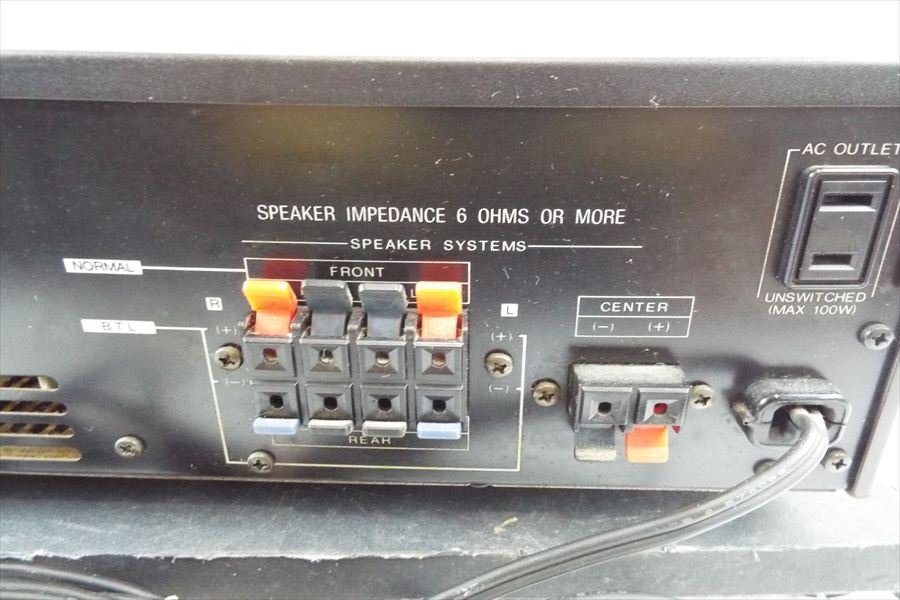 AC OUTLET
SPEAKER IMPEDANCE 6 OHMS OR MORE
SPEAKER SYSTEMS
NORMAL
FRONT
R
L
L
UNSWITCHED
(MAX 100W)
CENTER
(-) (+)
BTL
(+)
(+)
(-)
(-)
REAR